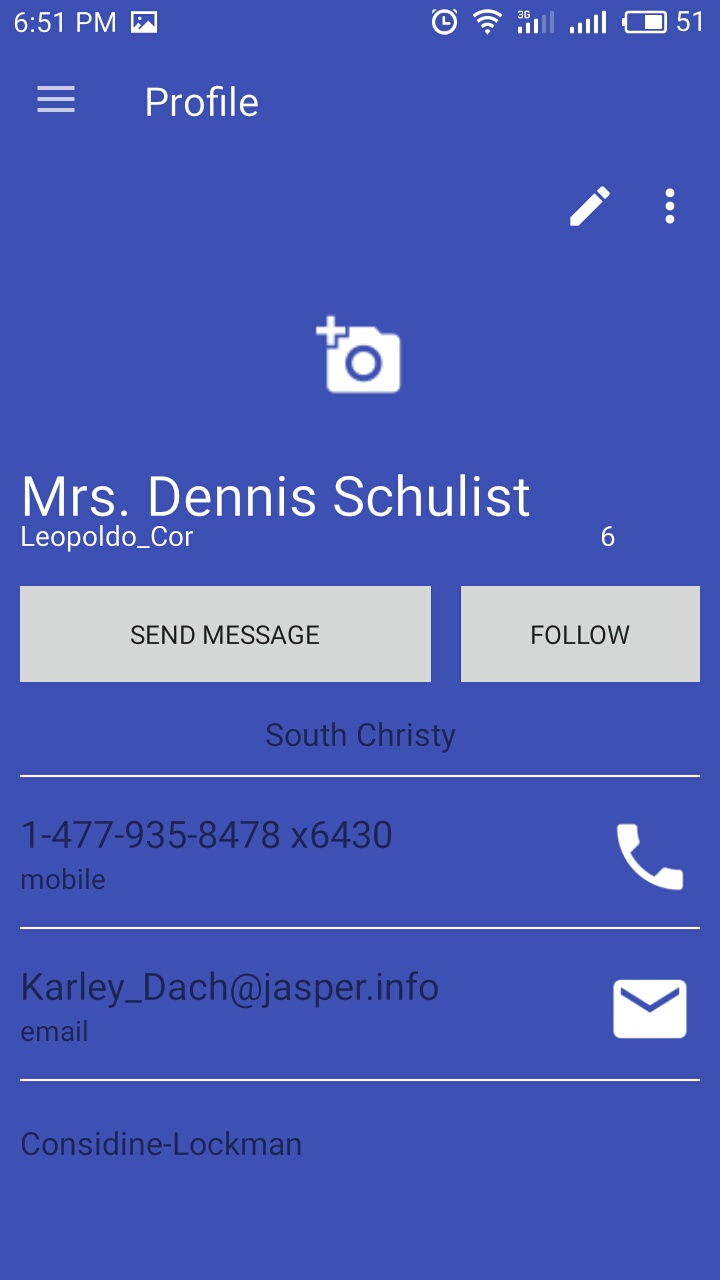 6:51 PM 3G 51
Profile
Mrs. Dennis Schulist
Leopoldo_Cor 6
SEND MESSAGE FOLLOW
South Christy
1-477-935-8478 x6430
mobile
Karley_Dach@jasper.info
email
Considine-Lockman